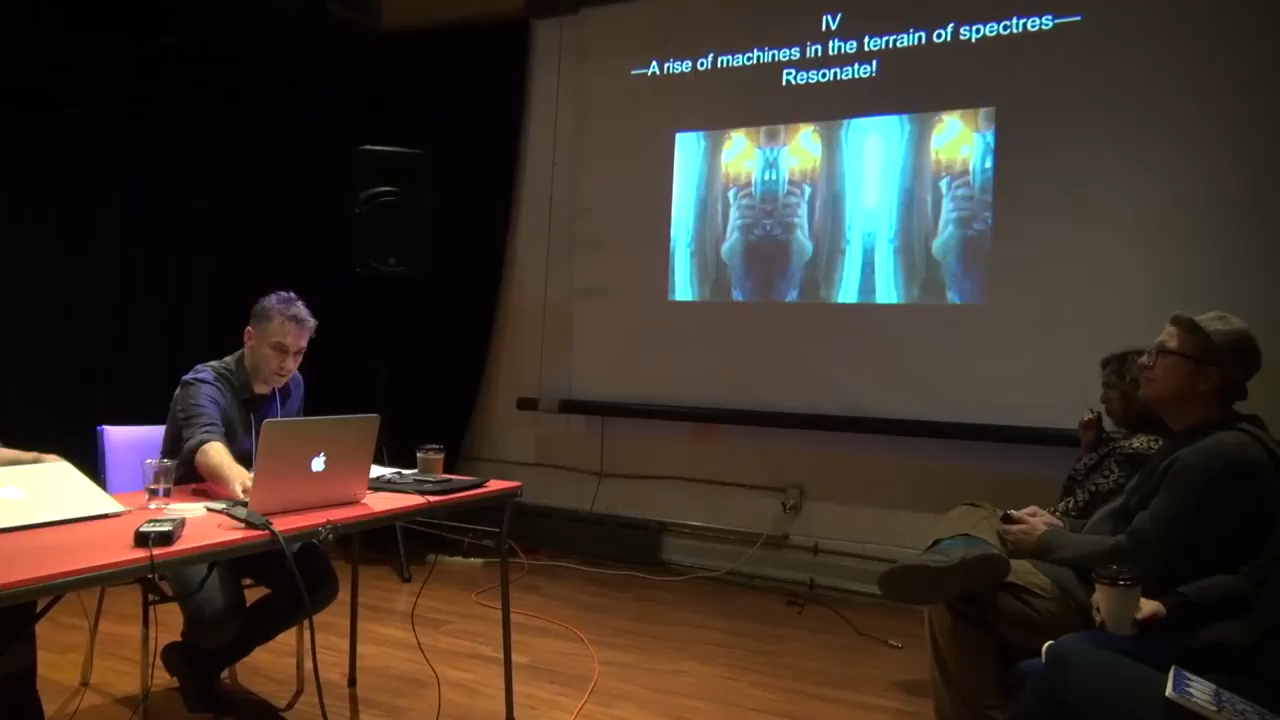 IV
—A rise of machines in the terrain of spectres—
Resonate!